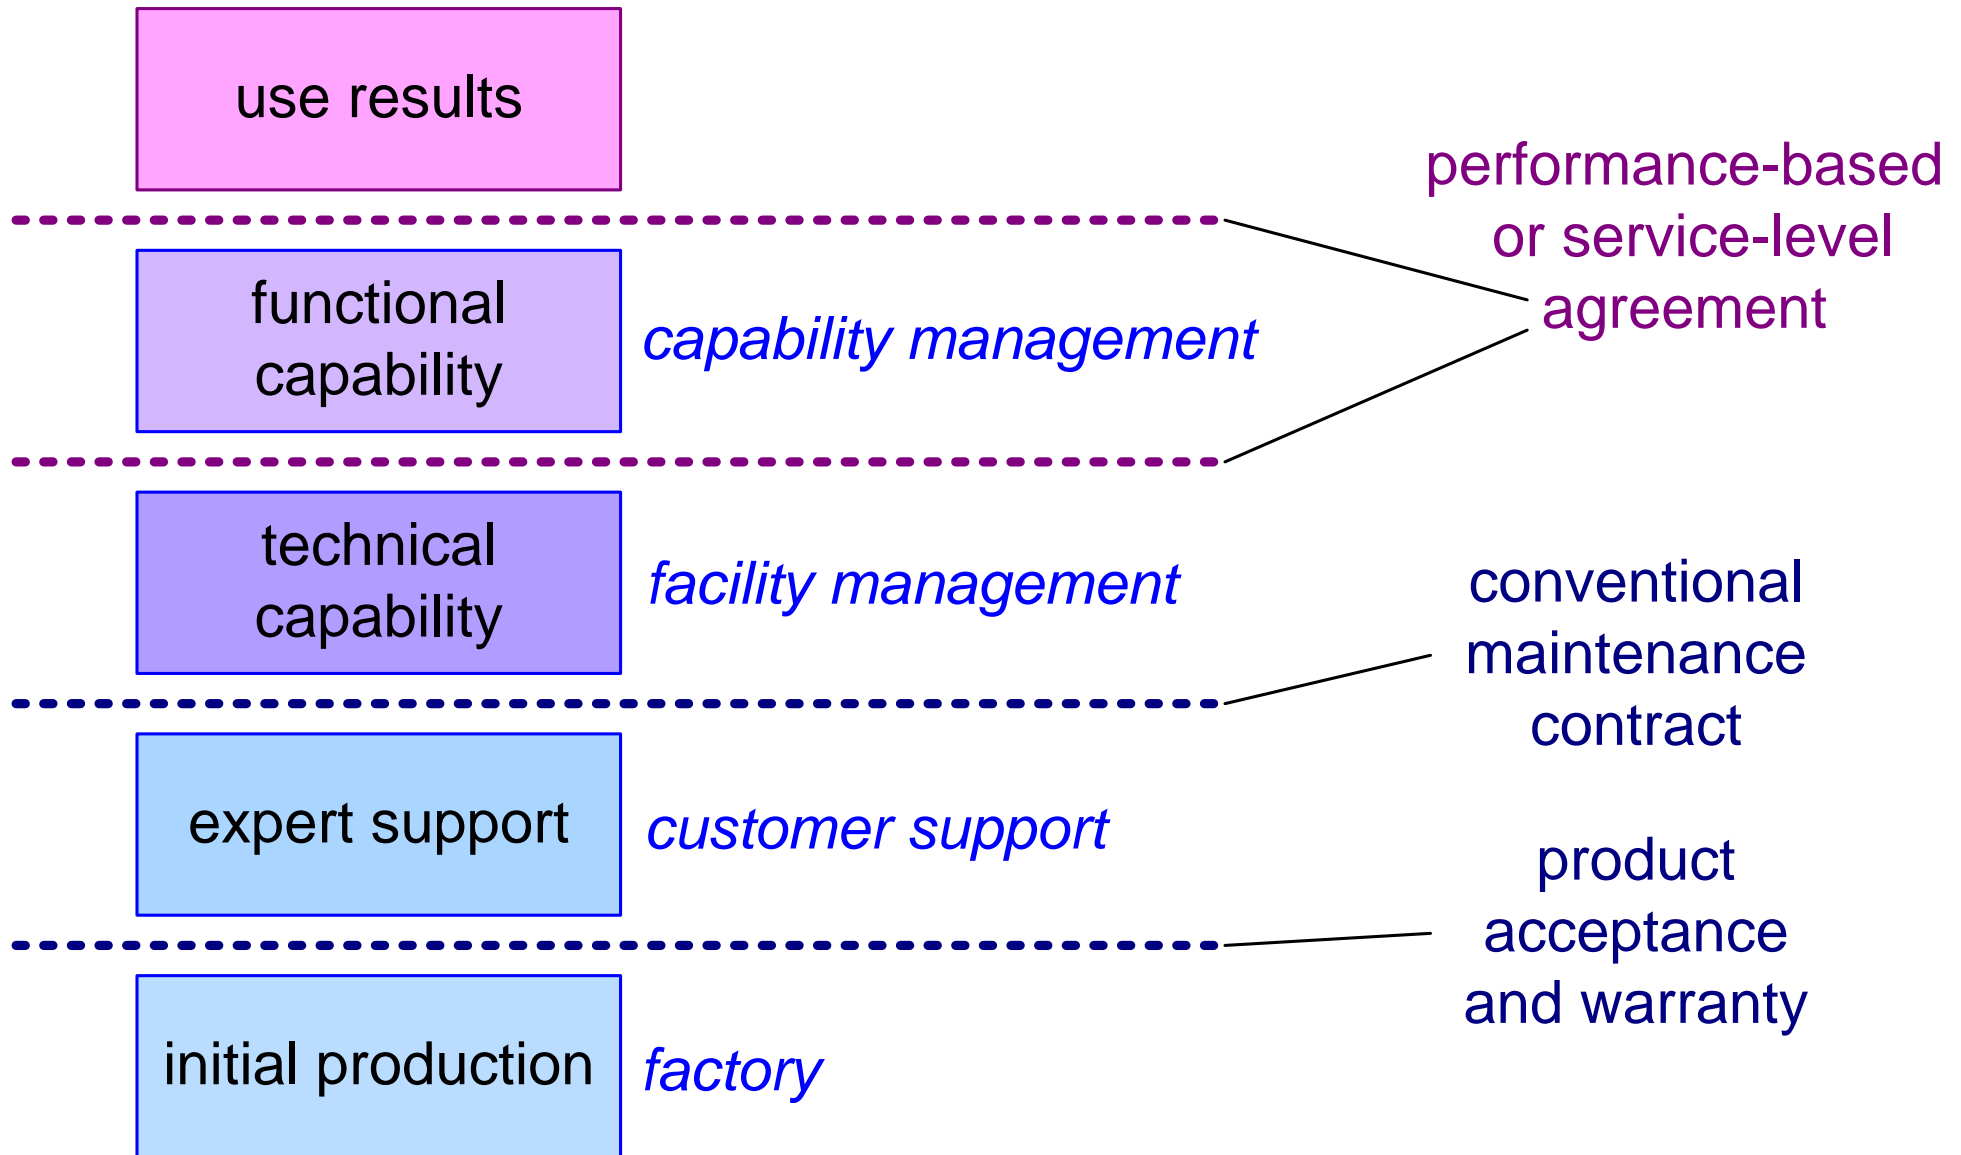 use results
performance-based
or service-level
agreement
functional
capability
capability management
technical
capability
facility management
conventional
maintenance
contract
expert support
customer support
product
acceptance
and warranty
initial production
factory